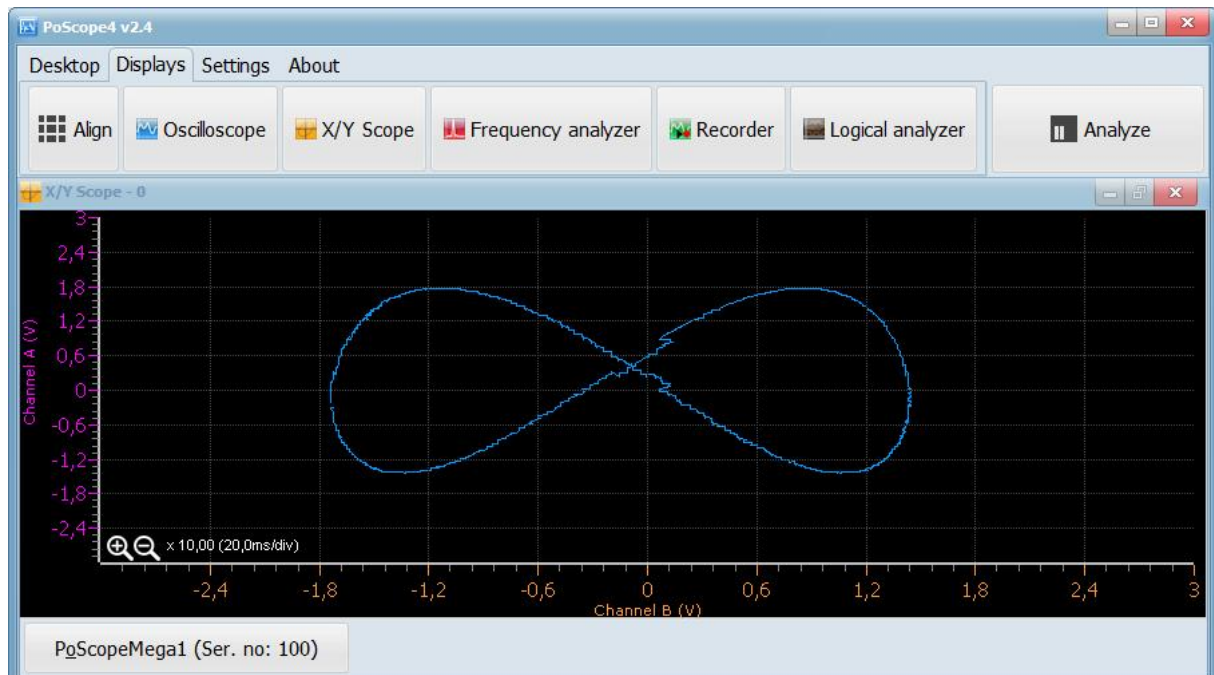 PoScope4 v2.4
Desktop Displays Settings About
Align Oscilloscope X/Y Scope Frequency analyzer Recorder Logical analyzer Analyze
X/Y Scope - 0
3
2,4
1,8
1,2
0,6
0
-0,6
-1,2
-1,8
-2,4
Channel A (V)
x 10,00 (20,0ms/div)
-2,4 -1,8 -1,2 -0,6 0 0,6 1,2 1,8 2,4 3
Channel B (V)
PoScopeMega1 (Ser. no: 100)